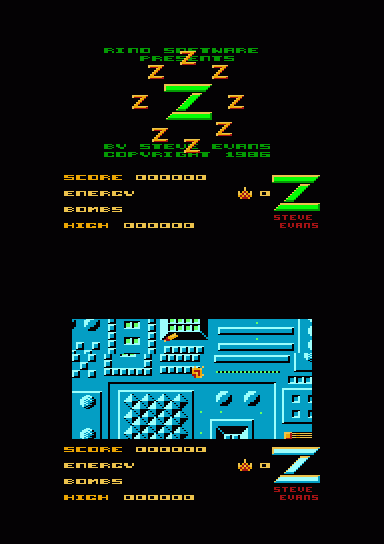 RINO SOFTWARE
PRESENTS
Z
Z Z
Z Z Z
Z Z
Z
BY STEVE EVANS
COPYRIGHT 1986
SCORE 000000
ENERGY 0
BOMBS
HIGH 000000
Z
STEVE
EVANS
SCORE 000000
ENERGY 0
BOMBS
HIGH 000000
Z
STEVE
EVANS